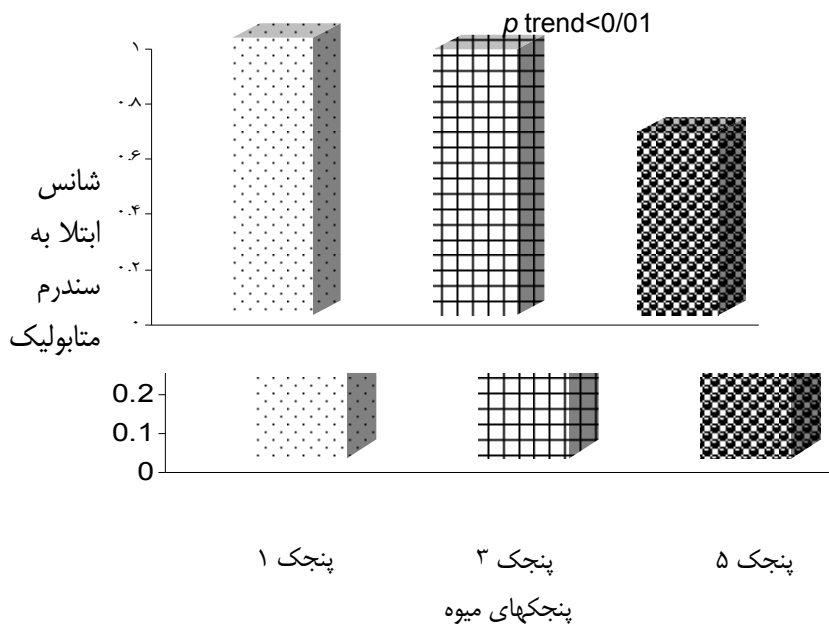 p trend<0/01
۱
۰.۸
۰.۶
۰.۴
۰.۲
۰
شانس
ابتلا به
سندرم
متابولیک
0.2
0.1
0
پنجک ۱
پنجک ۳
پنجک ۵
پنجکهای میوه